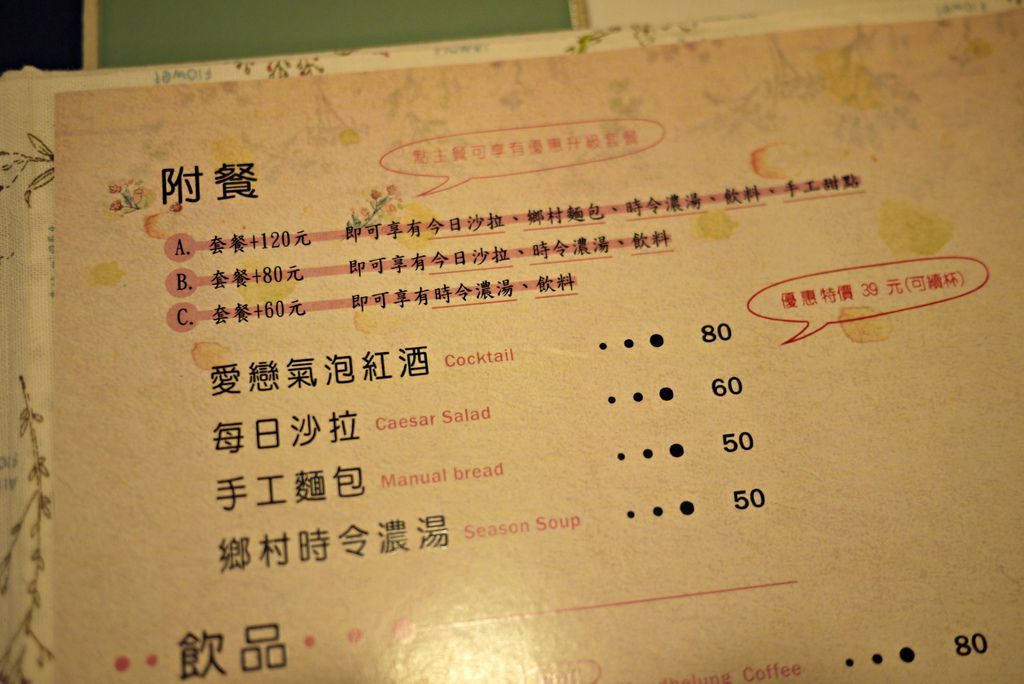 點主餐可享有優惠升級套餐
附餐
A. 套餐+120元 即可享有今日沙拉、鄉村麵包、時令濃湯、飲料、手工甜點
B. 套餐+80元 即可享有今日沙拉、時令濃湯、飲料
C. 套餐+60元 即可享有時令濃湯、飲料
優惠特價 39 元(可續杯)
愛戀氣泡紅酒 Cocktail 80
每日沙拉 Caesar Salad 60
手工麵包 Manual bread 50
鄉村時令濃湯 Season Soup 50
飲品
Coffee 80